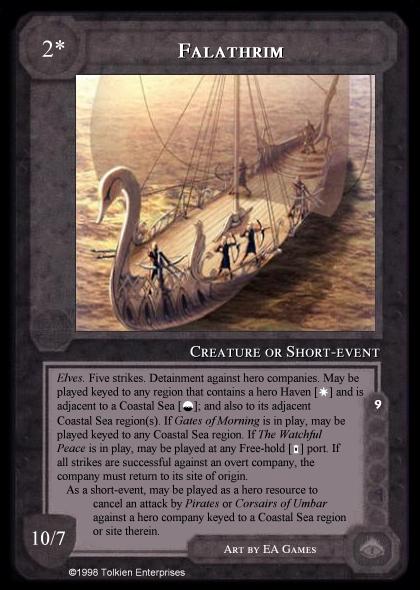 2*
FALATHRIM
CREATURE OR SHORT-EVENT
Elves. Five strikes. Detainment against hero companies. May be
played keyed to any region that contains a hero Haven [ ] and is
adjacent to a Coastal Sea [ ]; and also to its adjacent
Coastal Sea region(s). If Gates of Morning is in play, may be
played keyed to any Coastal Sea region. If The Watchful
Peace is in play, may be played at any Free-hold [ ] port. If
all strikes are successful against an overt company, the
company must return to its site of origin.
9
As a short-event, may be played as a hero resource to
cancel an attack by Pirates or Corsairs of Umbar
against a hero company keyed to a Coastal Sea region
or site therein.
10/7
ART BY EA GAMES
©1998 Tolkien Enterprises